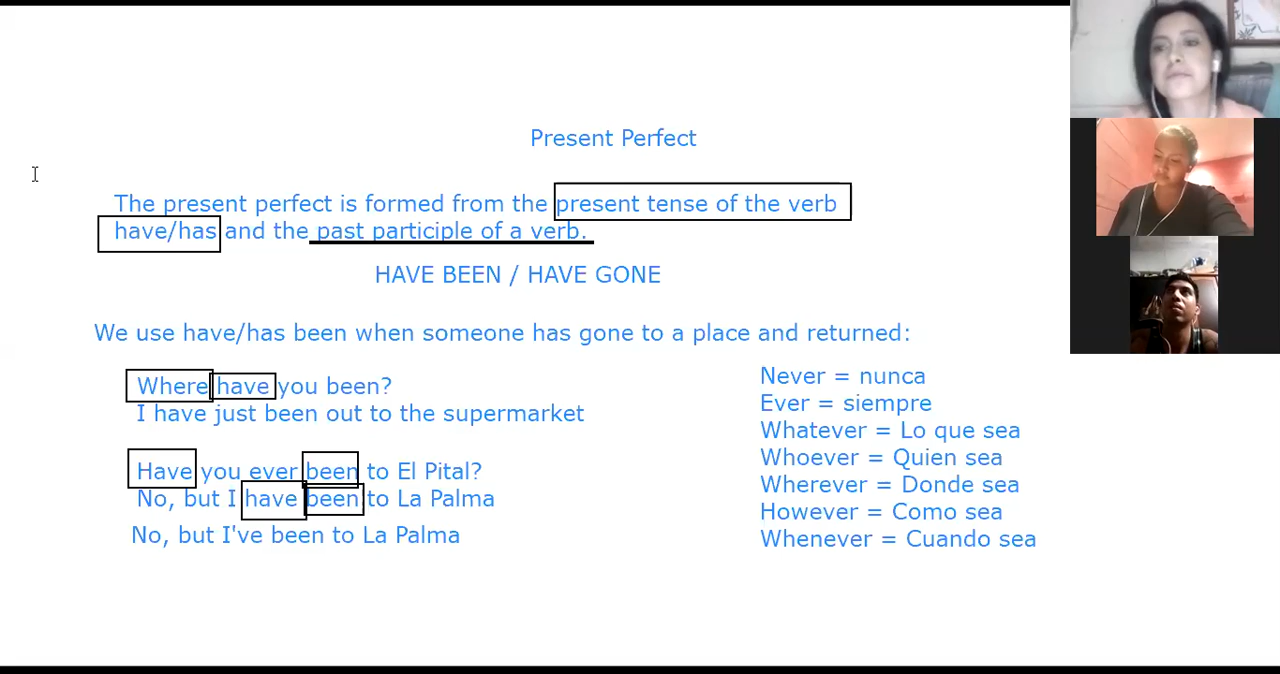 Present Perfect
The present perfect is formed from the present tense of the verb
have/has and the past participle of a verb.
HAVE BEEN / HAVE GONE
We use have/has been when someone has gone to a place and returned:
Where have you been?
I have just been out to the supermarket
Have you ever been to El Pital?
No, but I have been to La Palma
No, but I've been to La Palma
Never = nunca
Ever = siempre
Whatever = Lo que sea
Whoever = Quien sea
Wherever = Donde sea
However = Como sea
Whenever = Cuando sea